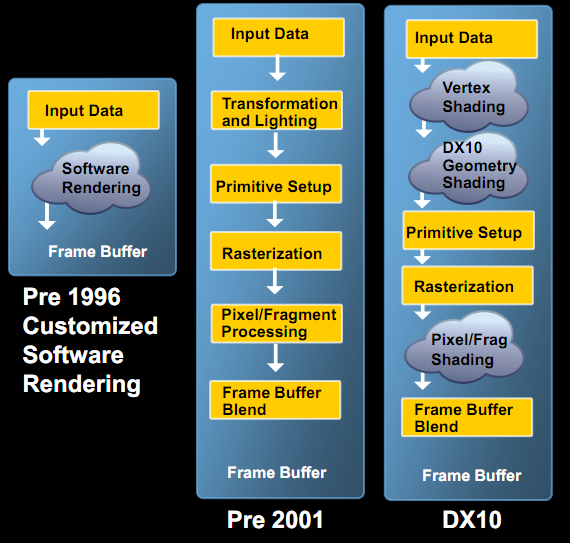 Input Data
Software
Rendering
Frame Buffer
Pre 1996
Customized
Software
Rendering
Input Data
Transformation
and Lighting
Primitive Setup
Rasterization
Pixel/Fragment
Processing
Frame Buffer
Blend
Frame Buffer
Pre 2001
Input Data
Vertex
Shading
DX10
Geometry
Shading
Primitive Setup
Rasterization
Pixel/Frag
Shading
Frame Buffer
Blend
Frame Buffer
DX10